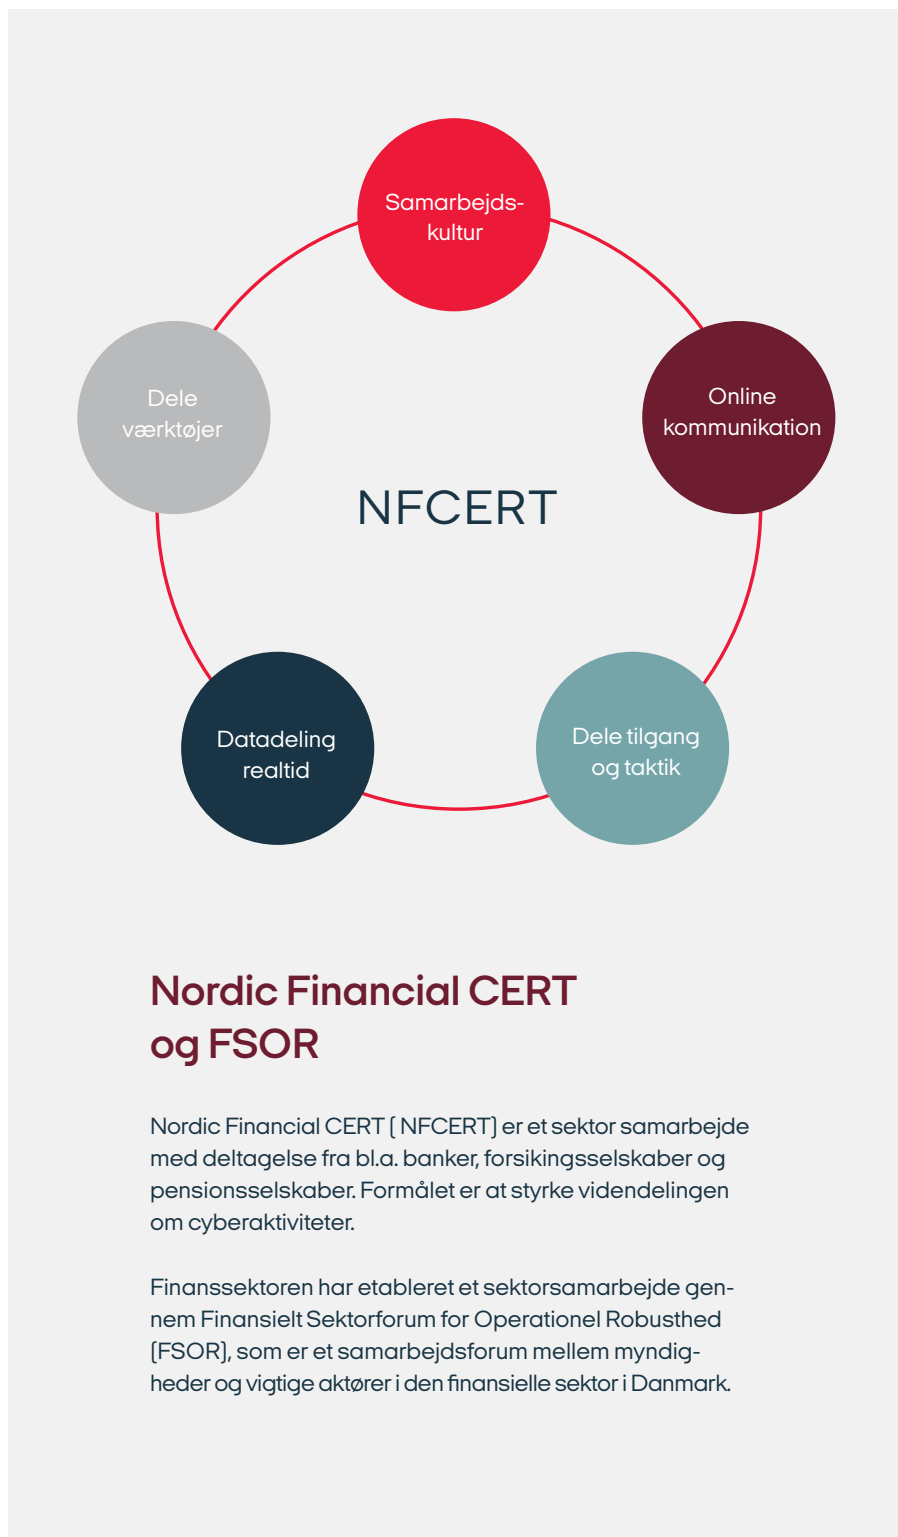 Samarbejds-
kultur
Dele
værktøjer
Online
kommunikation
NFCERT
Datadeling
realtid
Dele tilgang
og taktik
Nordic Financial CERT
og FSOR
Nordic Financial CERT ( NFCERT) er et sektor samarbejde
med deltagelse fra bl.a. banker, forsikingsselskaber og
pensionsselskaber. Formålet er at styrke videndelingen
om cyberaktiviteter.
Finanssektoren har etableret et sektorsamarbejde gen-
nem Finansielt Sektorforum for Operationel Robusthed
(FSOR), som er et samarbejdsforum mellem myndig-
heder og vigtige aktører i den finansielle sektor i Danmark.